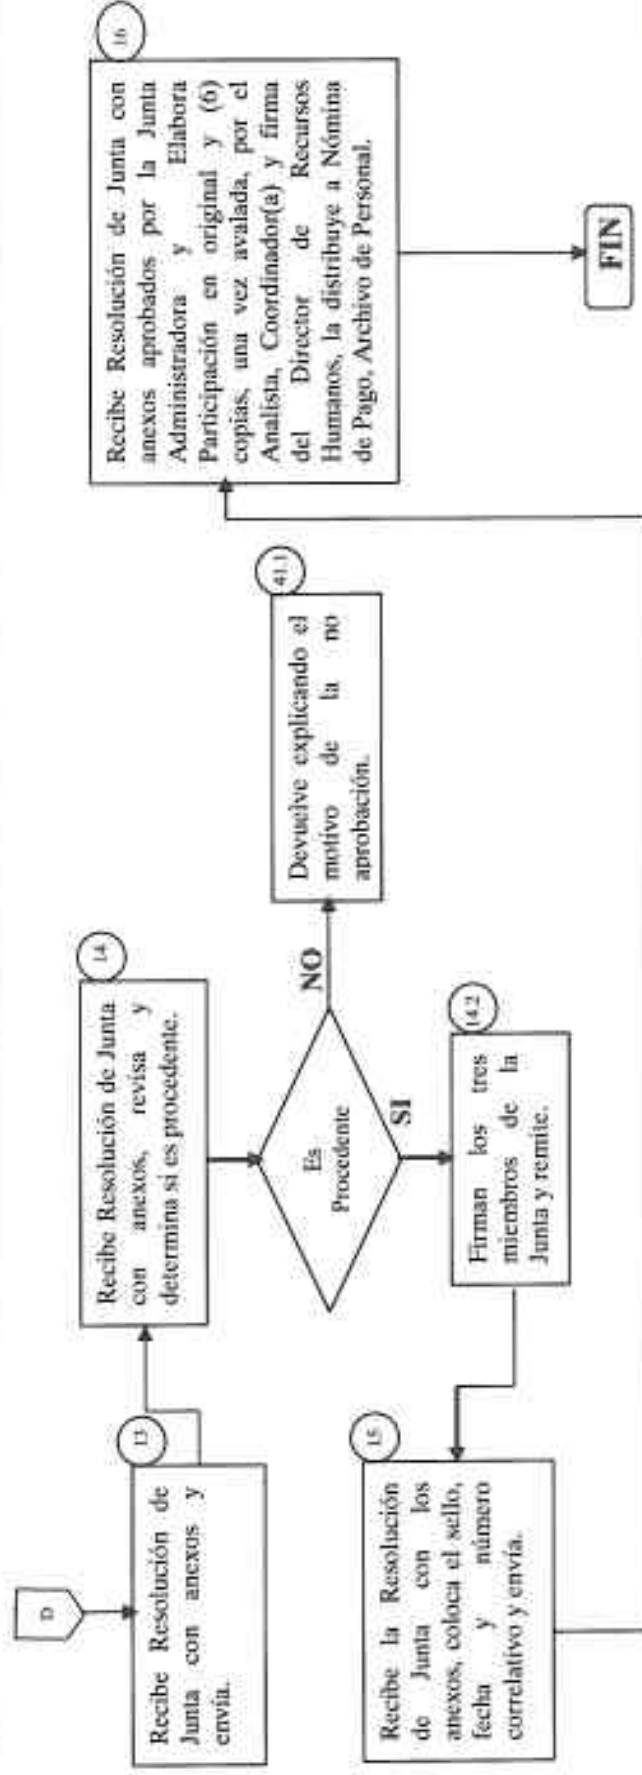 D
13
Recibe Resolución de
Junta con anexos y
envía.
14
Recibe Resolución de Junta
con anexos, revisa y
determina si es procedente.
Es
Procedente
NO
41.1
Devuelve explicando el
motivo de la no
aprobación.
SI
14.2
Firman los tres
miembros de la
Junta y remite.
15
Recibe la Resolución
de Junta con los
anexos, coloca el sello,
fecha y número
correlativo y envía.
16
Recibe Resolución de Junta con
anexos aprobados por la Junta
Administradora y Elabora
Participación en original y (6)
copias, una vez avalada, por el
Analista, Coordinador(a) y firma
del Director de Recursos
Humanos, la distribuye a Nómina
de Pago, Archivo de Personal.
FIN